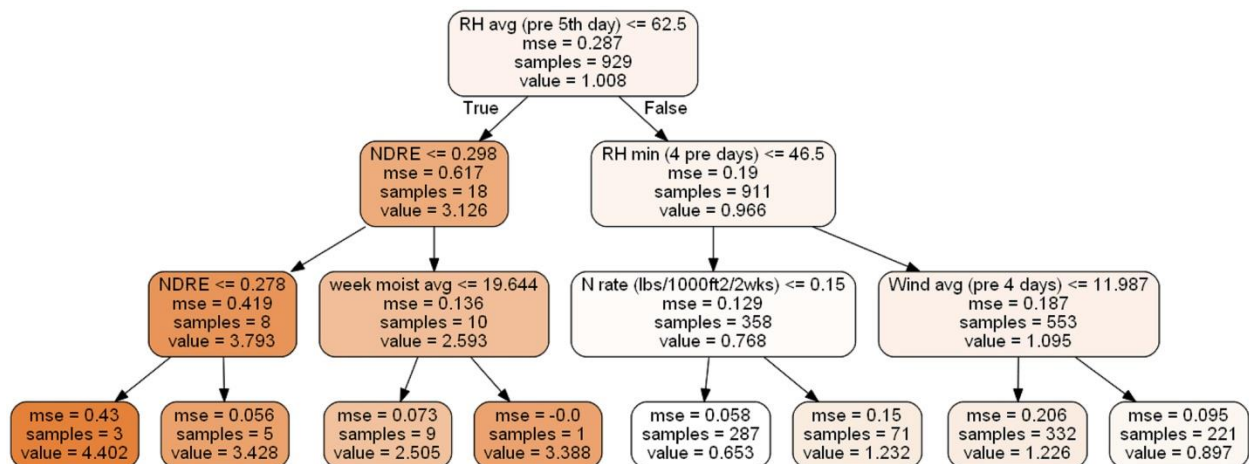 RH avg (pre 5th day) <= 62.5
mse = 0.287
samples = 929
value = 1.008
True
False
NDRE <= 0.298
mse = 0.617
samples = 18
value = 3.126
RH min (4 pre days) <= 46.5
mse = 0.19
samples = 911
value = 0.966
NDRE <= 0.278
mse = 0.419
samples = 8
value = 3.793
week moist avg <= 19.644
mse = 0.136
samples = 10
value = 2.593
N rate (lbs/1000ft2/2wks) <= 0.15
mse = 0.129
samples = 358
value = 0.768
Wind avg (pre 4 days) <= 11.987
mse = 0.187
samples = 553
value = 1.095
mse = 0.43
samples = 3
value = 4.402
mse = 0.056
samples = 5
value = 3.428
mse = 0.073
samples = 9
value = 2.505
mse = -0.0
samples = 1
value = 3.388
mse = 0.058
samples = 287
value = 0.653
mse = 0.15
samples = 71
value = 1.232
mse = 0.206
samples = 332
value = 1.226
mse = 0.095
samples = 221
value = 0.897